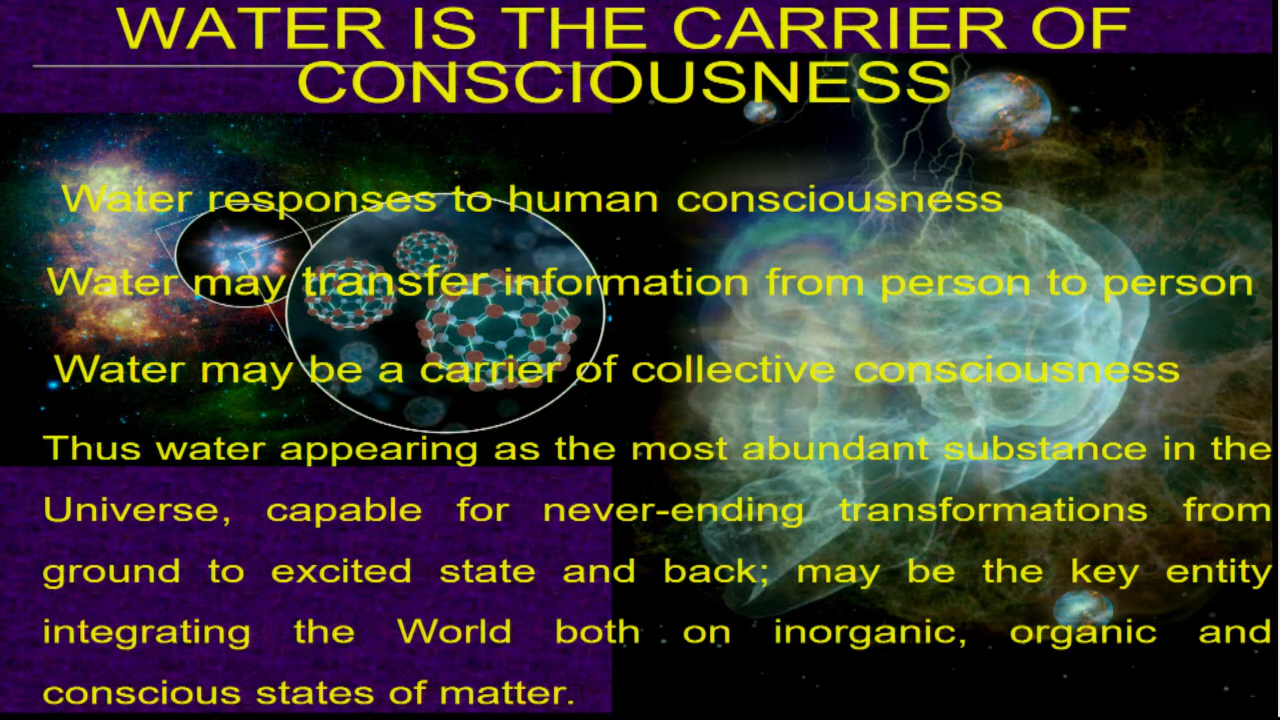 WATER IS THE CARRIER OF
CONSCIOUSNESS
Water responses to human consciousness
Water may transfer information from person to person
Water may be a carrier of collective consciousness
Thus water appearing as the most abundant substance in the
Universe, capable for never-ending transformations from
ground to excited state and back; may be the key entity
integrating the World both on inorganic, organic and
conscious states of matter.